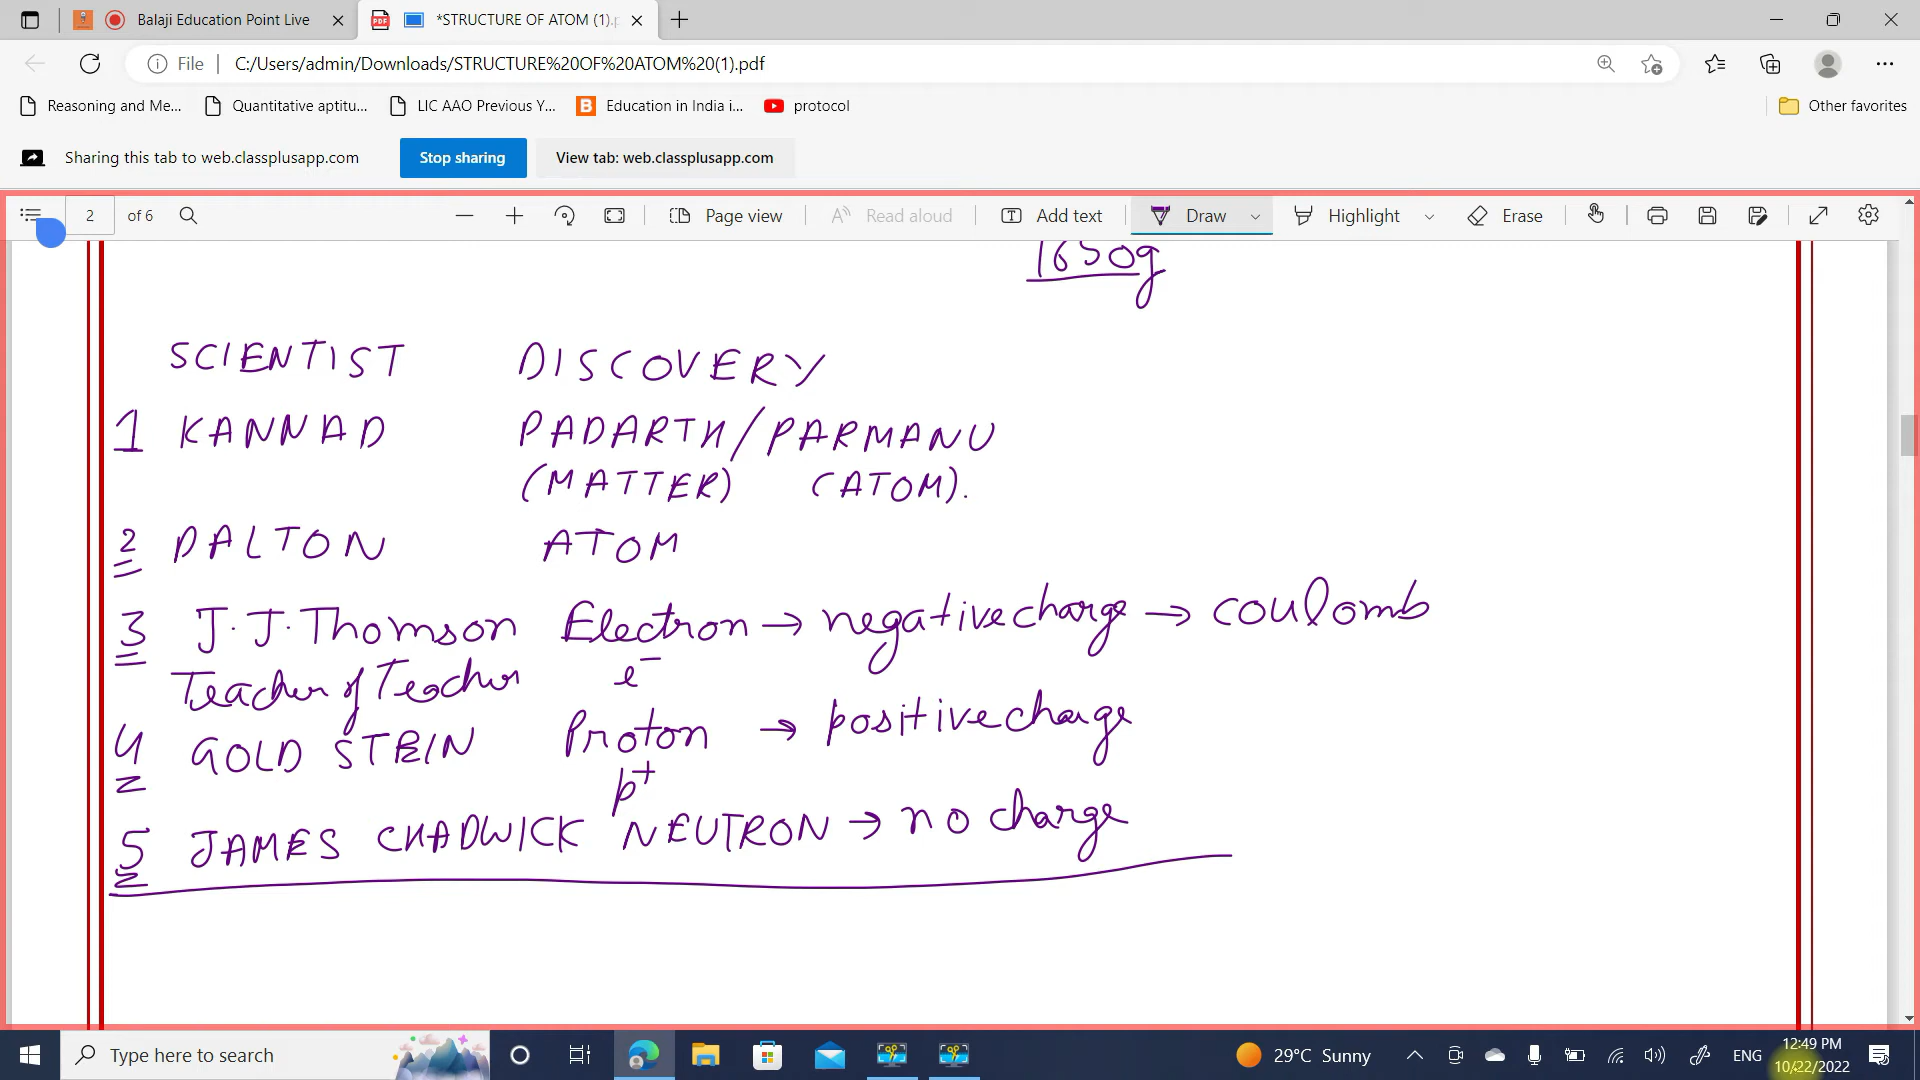 Balaji Education Point Live
*STRUCTURE OF ATOM (1).p
File
C:/Users/admin/Downloads/STRUCTURE%20OF%20ATOM%20(1).pdf
Reasoning and Me...
Quantitative aptitu...
LIC AAO Previous Y...
Education in India i...
protocol
Other favorites
Sharing this tab to web.classplusapp.com
Stop sharing
View tab: web.classplusapp.com
2 of 6
Page view
Read aloud
Add text
Draw
Highlight
Erase
1650g
SCIENTIST DISCOVERY
1 KANNAD PADARTH/PARMANU
(MATTER) (ATOM).
2 DALTON ATOM
3 J.J.Thomson Electron → negativecharge → coulomb
Teacher of Teacher e⁻
4 GOLD STEIN Proton → positivecharge
p⁺
5 JAMES CHADWICK NEUTRON → no charge
Type here to search
29°C Sunny
ENG
12:49 PM
10/22/2022